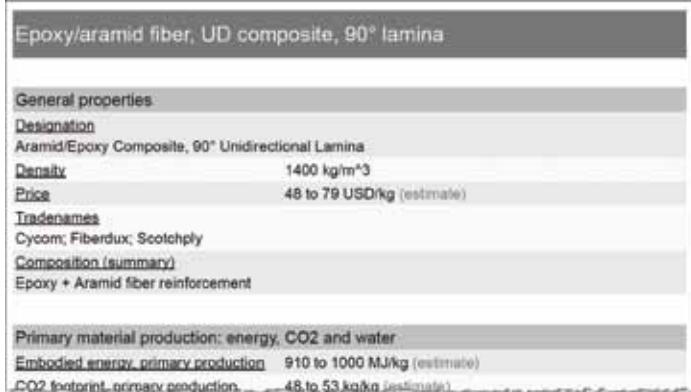 Epoxy/aramid fiber, UD composite, 90° lamina
General properties
Designation
Aramid/Epoxy Composite, 90° Unidirectional Lamina
Density 1400 kg/m^3
Price 48 to 79 USD/kg (estimate)
Tradenames
Cycom; Fiberdux; Scotchply
Composition (summary)
Epoxy + Aramid fiber reinforcement
Primary material production: energy, CO2 and water
Embodied energy, primary production 910 to 1000 MJ/kg (estimate)
CO2 footprint, primary production 48 to 53 kg/kg (estimate)